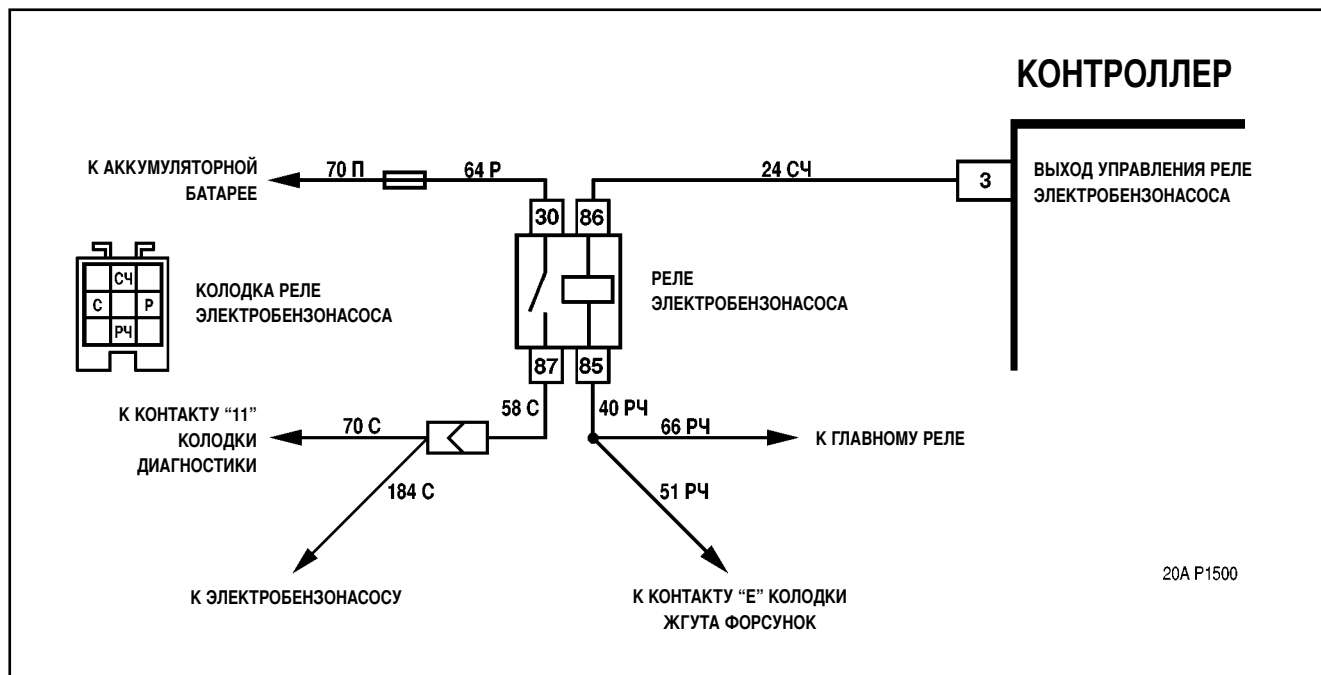 КОНТРОЛЛЕР
К АККУМУЛЯТОРНОЙ
БАТАРЕЕ
70 П
64 Р
24 СЧ
3
ВЫХОД УПРАВЛЕНИЯ РЕЛЕ
ЭЛЕКТРОБЕНЗОНАСОСА
30
86
СЧ
С
Р
РЧ
КОЛОДКА РЕЛЕ
ЭЛЕКТРОБЕНЗОНАСОСА
РЕЛЕ
ЭЛЕКТРОБЕНЗОНАСОСА
87
85
К КОНТАКТУ “11”
КОЛОДКИ
ДИАГНОСТИКИ
70 С
58 С
40 РЧ
66 РЧ
К ГЛАВНОМУ РЕЛЕ
184 С
51 РЧ
К ЭЛЕКТРОБЕНЗОНАСОСУ
К КОНТАКТУ “Е” КОЛОДКИ
ЖГУТА ФОРСУНОК
20A P1500